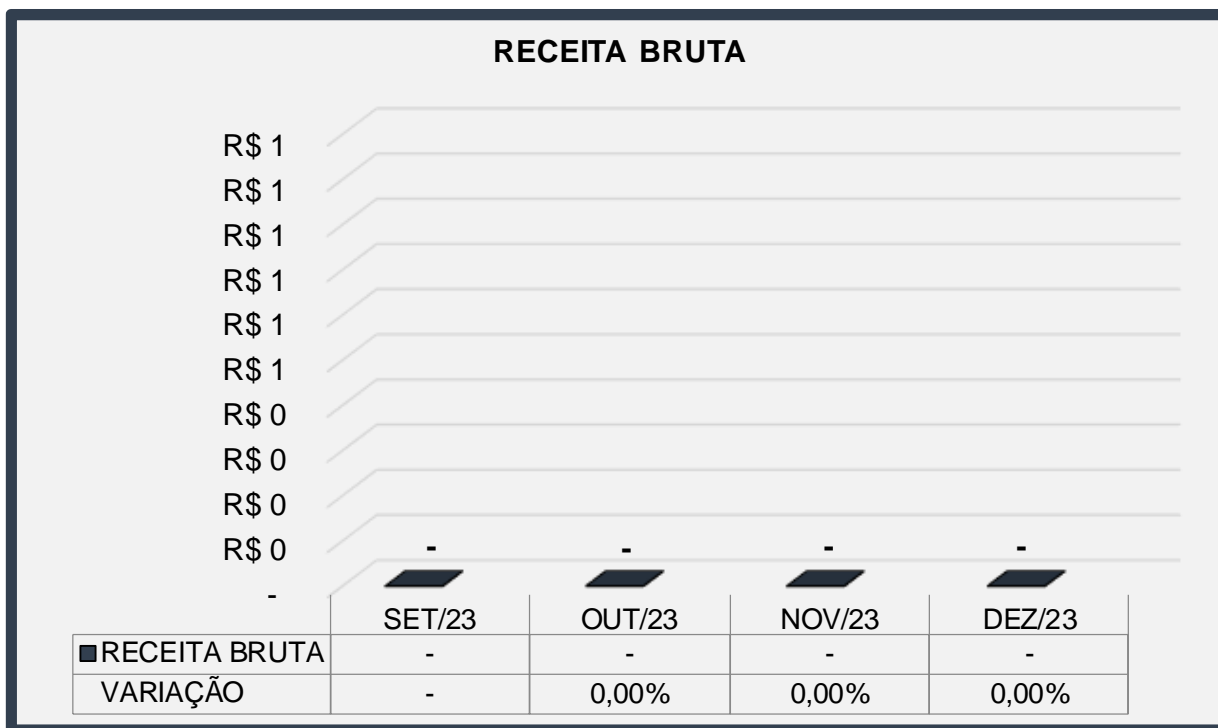 RECEITA BRUTA
R$ 1
R$ 1
R$ 1
R$ 1
R$ 1
R$ 1
R$ 0
R$ 0
R$ 0
R$ 0
-
- - - -
SET/23 OUT/23 NOV/23 DEZ/23
RECEITA BRUTA - - - -
VARIAÇÃO - 0,00% 0,00% 0,00%